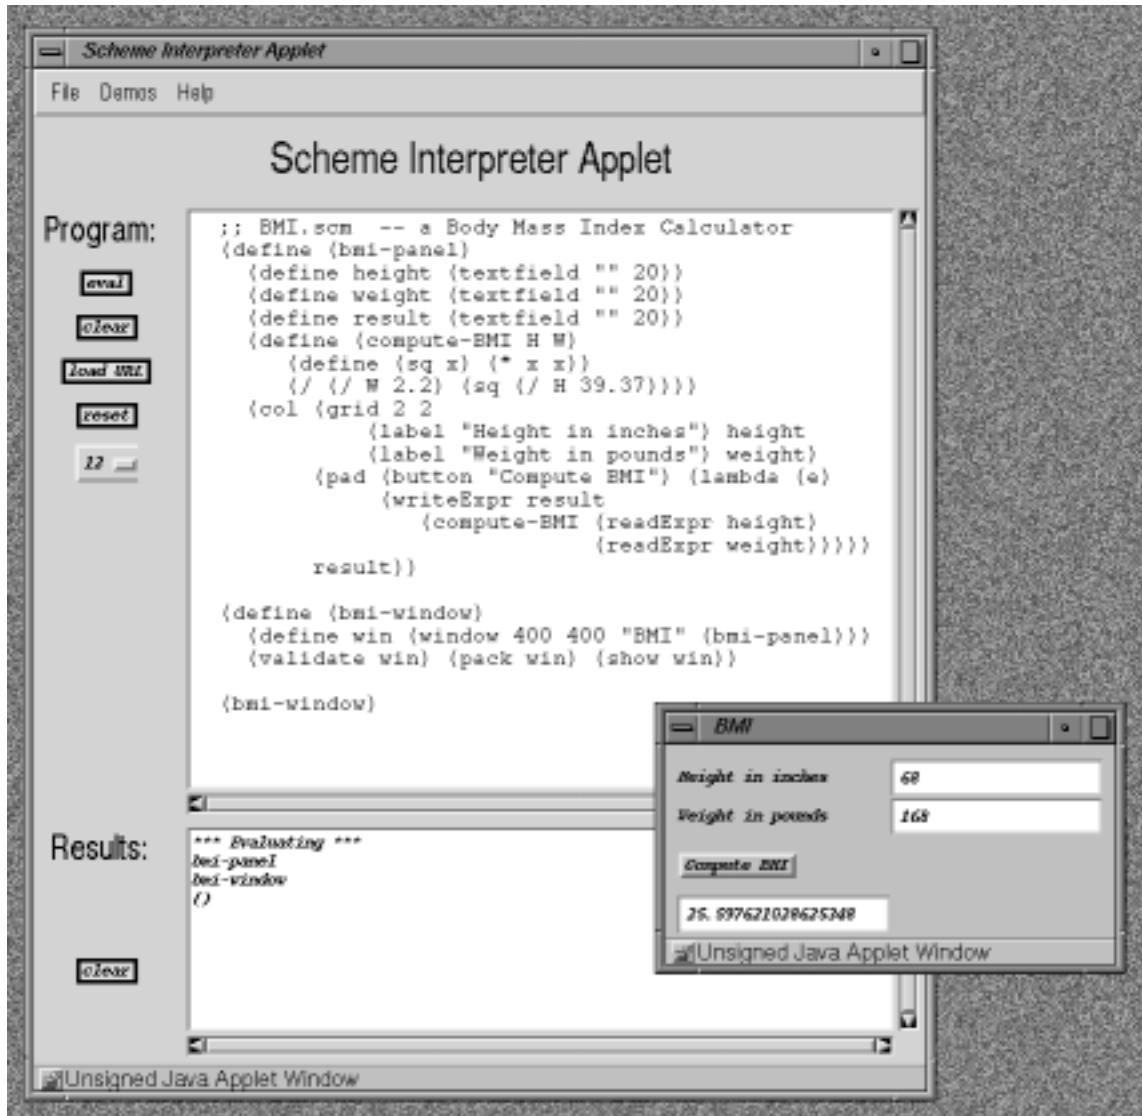 Scheme Interpreter Applet
File Demos Help
Scheme Interpreter Applet
Program:
eval
clear
load URL
reset
12
;; BMI.scm -- a Body Mass Index Calculator
(define (bmi-panel)
(define height (textfield "" 20))
(define weight (textfield "" 20))
(define result (textfield "" 20))
(define (compute-BMI H W)
(define (sq x) (* x x))
(/ (/ W 2.2) (sq (/ H 39.37))))
(col (grid 2 2
(label "Height in inches") height
(label "Weight in pounds") weight)
(pad (button "Compute BMI") (lambda (e)
(writeExpr result
(compute-BMI (readExpr height)
(readExpr weight)))))
result))
(define (bmi-window)
(define win (window 400 400 "BMI" (bmi-panel)))
(validate win) (pack win) (show win))
(bmi-window)
BMI
Height in inches 68
Weight in pounds 168
Compute BMI
25.597621028625348
Unsigned Java Applet Window
Results:
*** Evaluating ***
bmi-panel
bmi-window
()
clear
Unsigned Java Applet Window